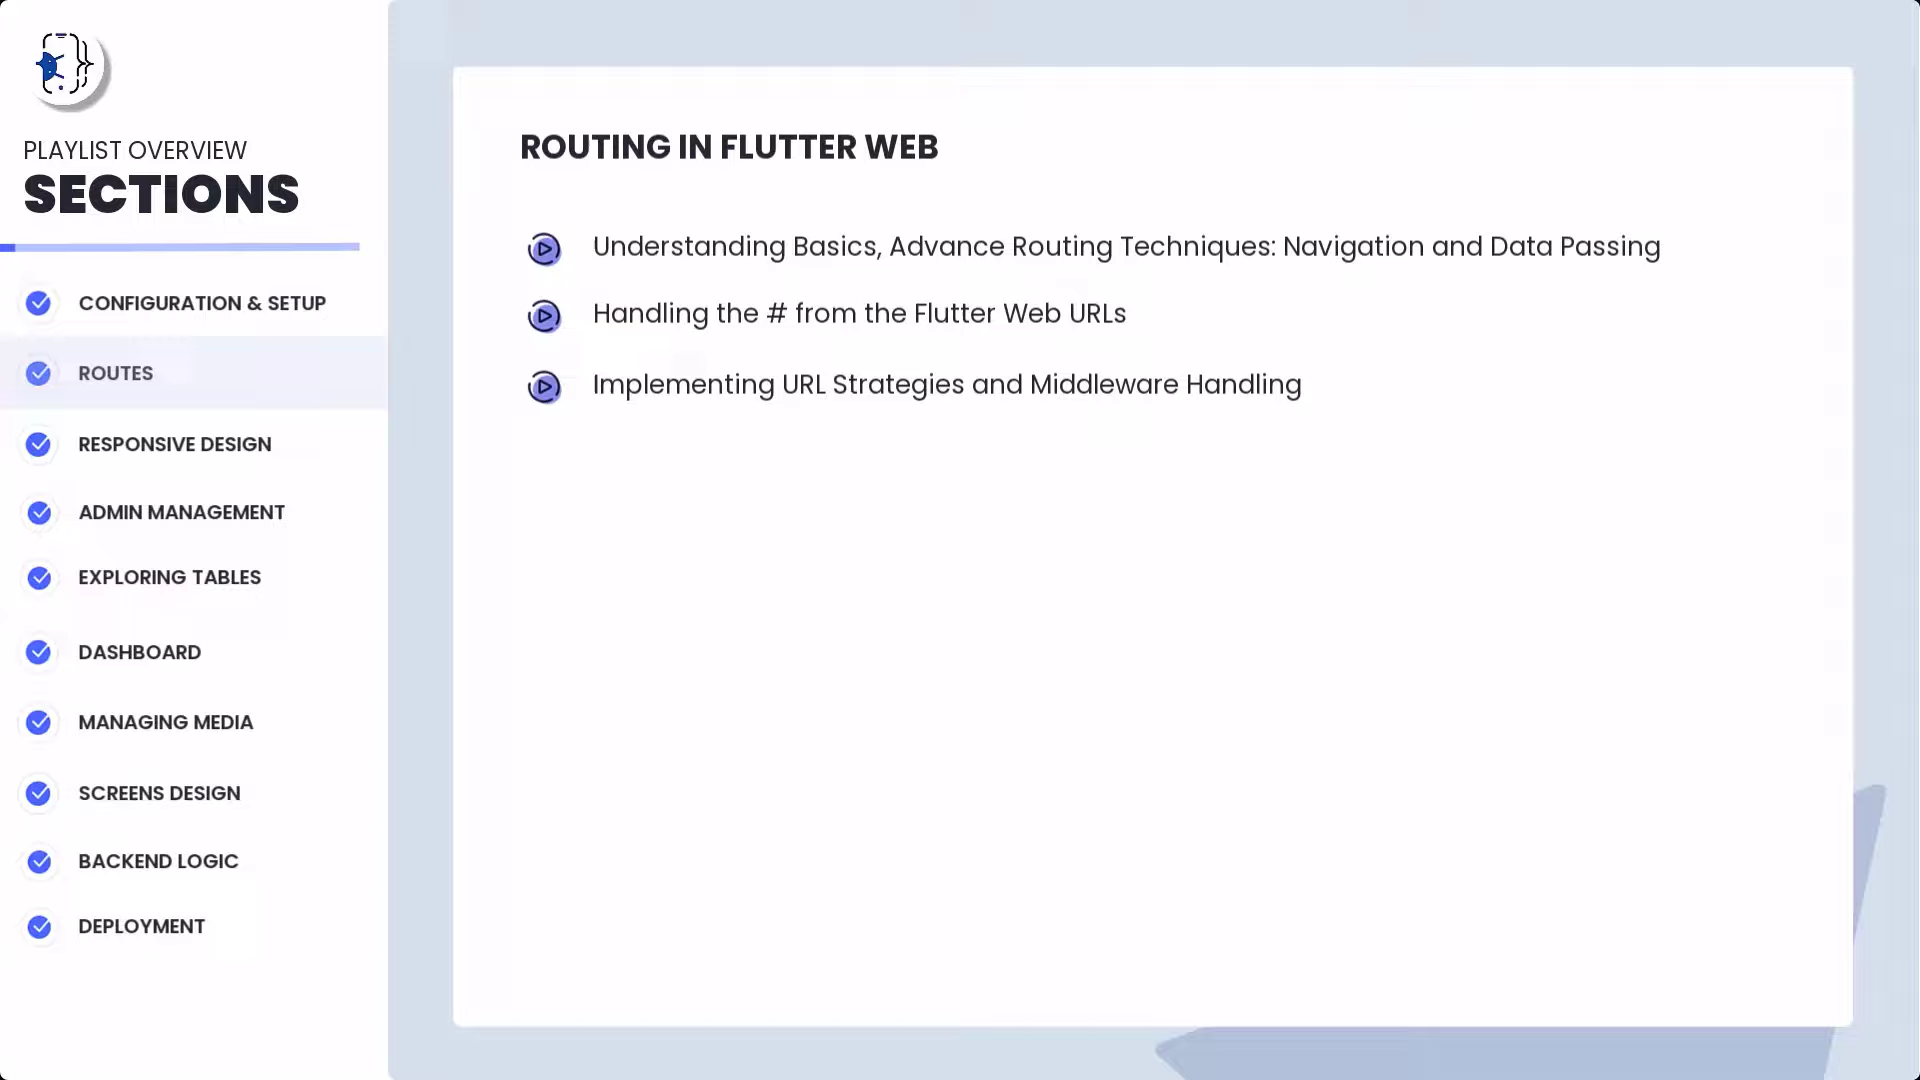 PLAYLIST OVERVIEW
SECTIONS
CONFIGURATION & SETUP
ROUTES
RESPONSIVE DESIGN
ADMIN MANAGEMENT
EXPLORING TABLES
DASHBOARD
MANAGING MEDIA
SCREENS DESIGN
BACKEND LOGIC
DEPLOYMENT
ROUTING IN FLUTTER WEB
Understanding Basics, Advance Routing Techniques: Navigation and Data Passing
Handling the # from the Flutter Web URLs
Implementing URL Strategies and Middleware Handling